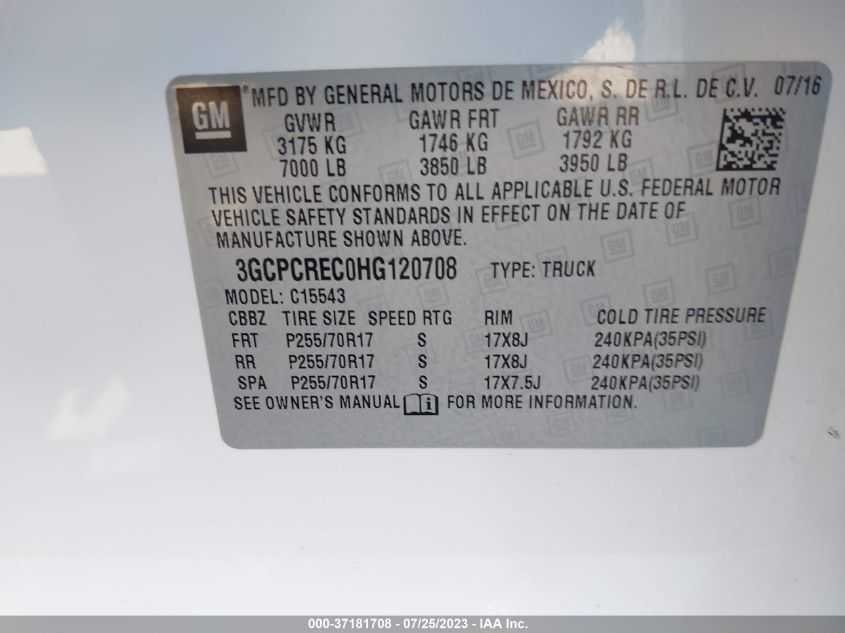 GM ® MFD BY GENERAL MOTORS DE MEXICO, S. DE R.L. DE C.V. 07/16
GVWR GAWR FRT GAWR RR
3175 KG 1746 KG 1792 KG
7000 LB 3850 LB 3950 LB
THIS VEHICLE CONFORMS TO ALL APPLICABLE U.S. FEDERAL MOTOR
VEHICLE SAFETY STANDARDS IN EFFECT ON THE DATE OF
MANUFACTURE SHOWN ABOVE.
3GCPCREC0HG120708 TYPE: TRUCK
MODEL: C15543
CBBZ TIRE SIZE SPEED RTG RIM COLD TIRE PRESSURE
FRT P255/70R17 S 17X8J 240KPA(35PSI)
RR P255/70R17 S 17X8J 240KPA(35PSI)
SPA P255/70R17 S 17X7.5J 240KPA(35PSI)
SEE OWNER'S MANUAL i FOR MORE INFORMATION.
000-37181708 - 07/25/2023 - IAA Inc.